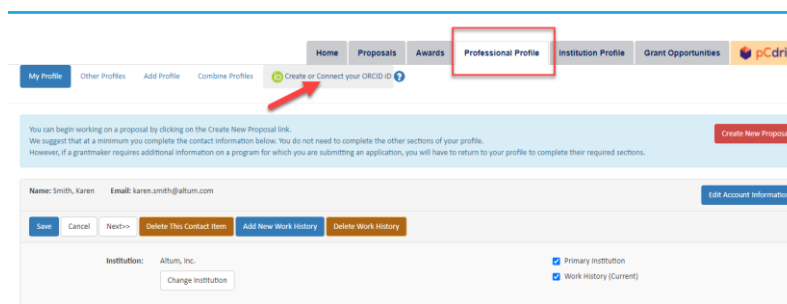 Home Proposals Awards Professional Profile Institution Profile Grant Opportunities pCdri
My Profile Other Profiles Add Profile Combine Profiles iD Create or Connect your ORCID iD ?
You can begin working on a proposal by clicking on the Create New Proposal link.
We suggest that at a minimum you complete the contact information below. You do not need to complete the other sections of your profile.
However, if a grantmaker requires additional information on a program for which you are submitting an application, you will have to return to your profile to complete their required sections.
Create New Proposa
Name: Smith, Karen Email: karen.smith@altum.com
Edit Account Informatio
Save Cancel Next>> Delete This Contact Item Add New Work History Delete Work History
Institution: Altum, Inc.
Change Institution
Primary Institution
Work History (Current)